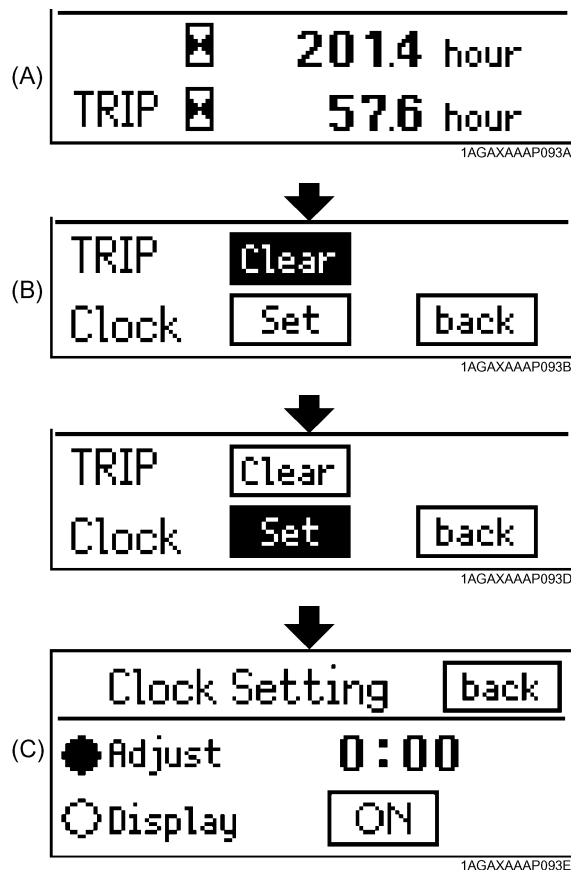 201.4 hour
(A)
TRIP 57.6 hour
1AGAXAAAP093A
TRIP Clear
(B)
Clock Set back
1AGAXAAAP093B
TRIP Clear
Clock Set back
1AGAXAAAP093D
Clock Setting back
(C) Adjust 0:00
Display ON
1AGAXAAAP093E